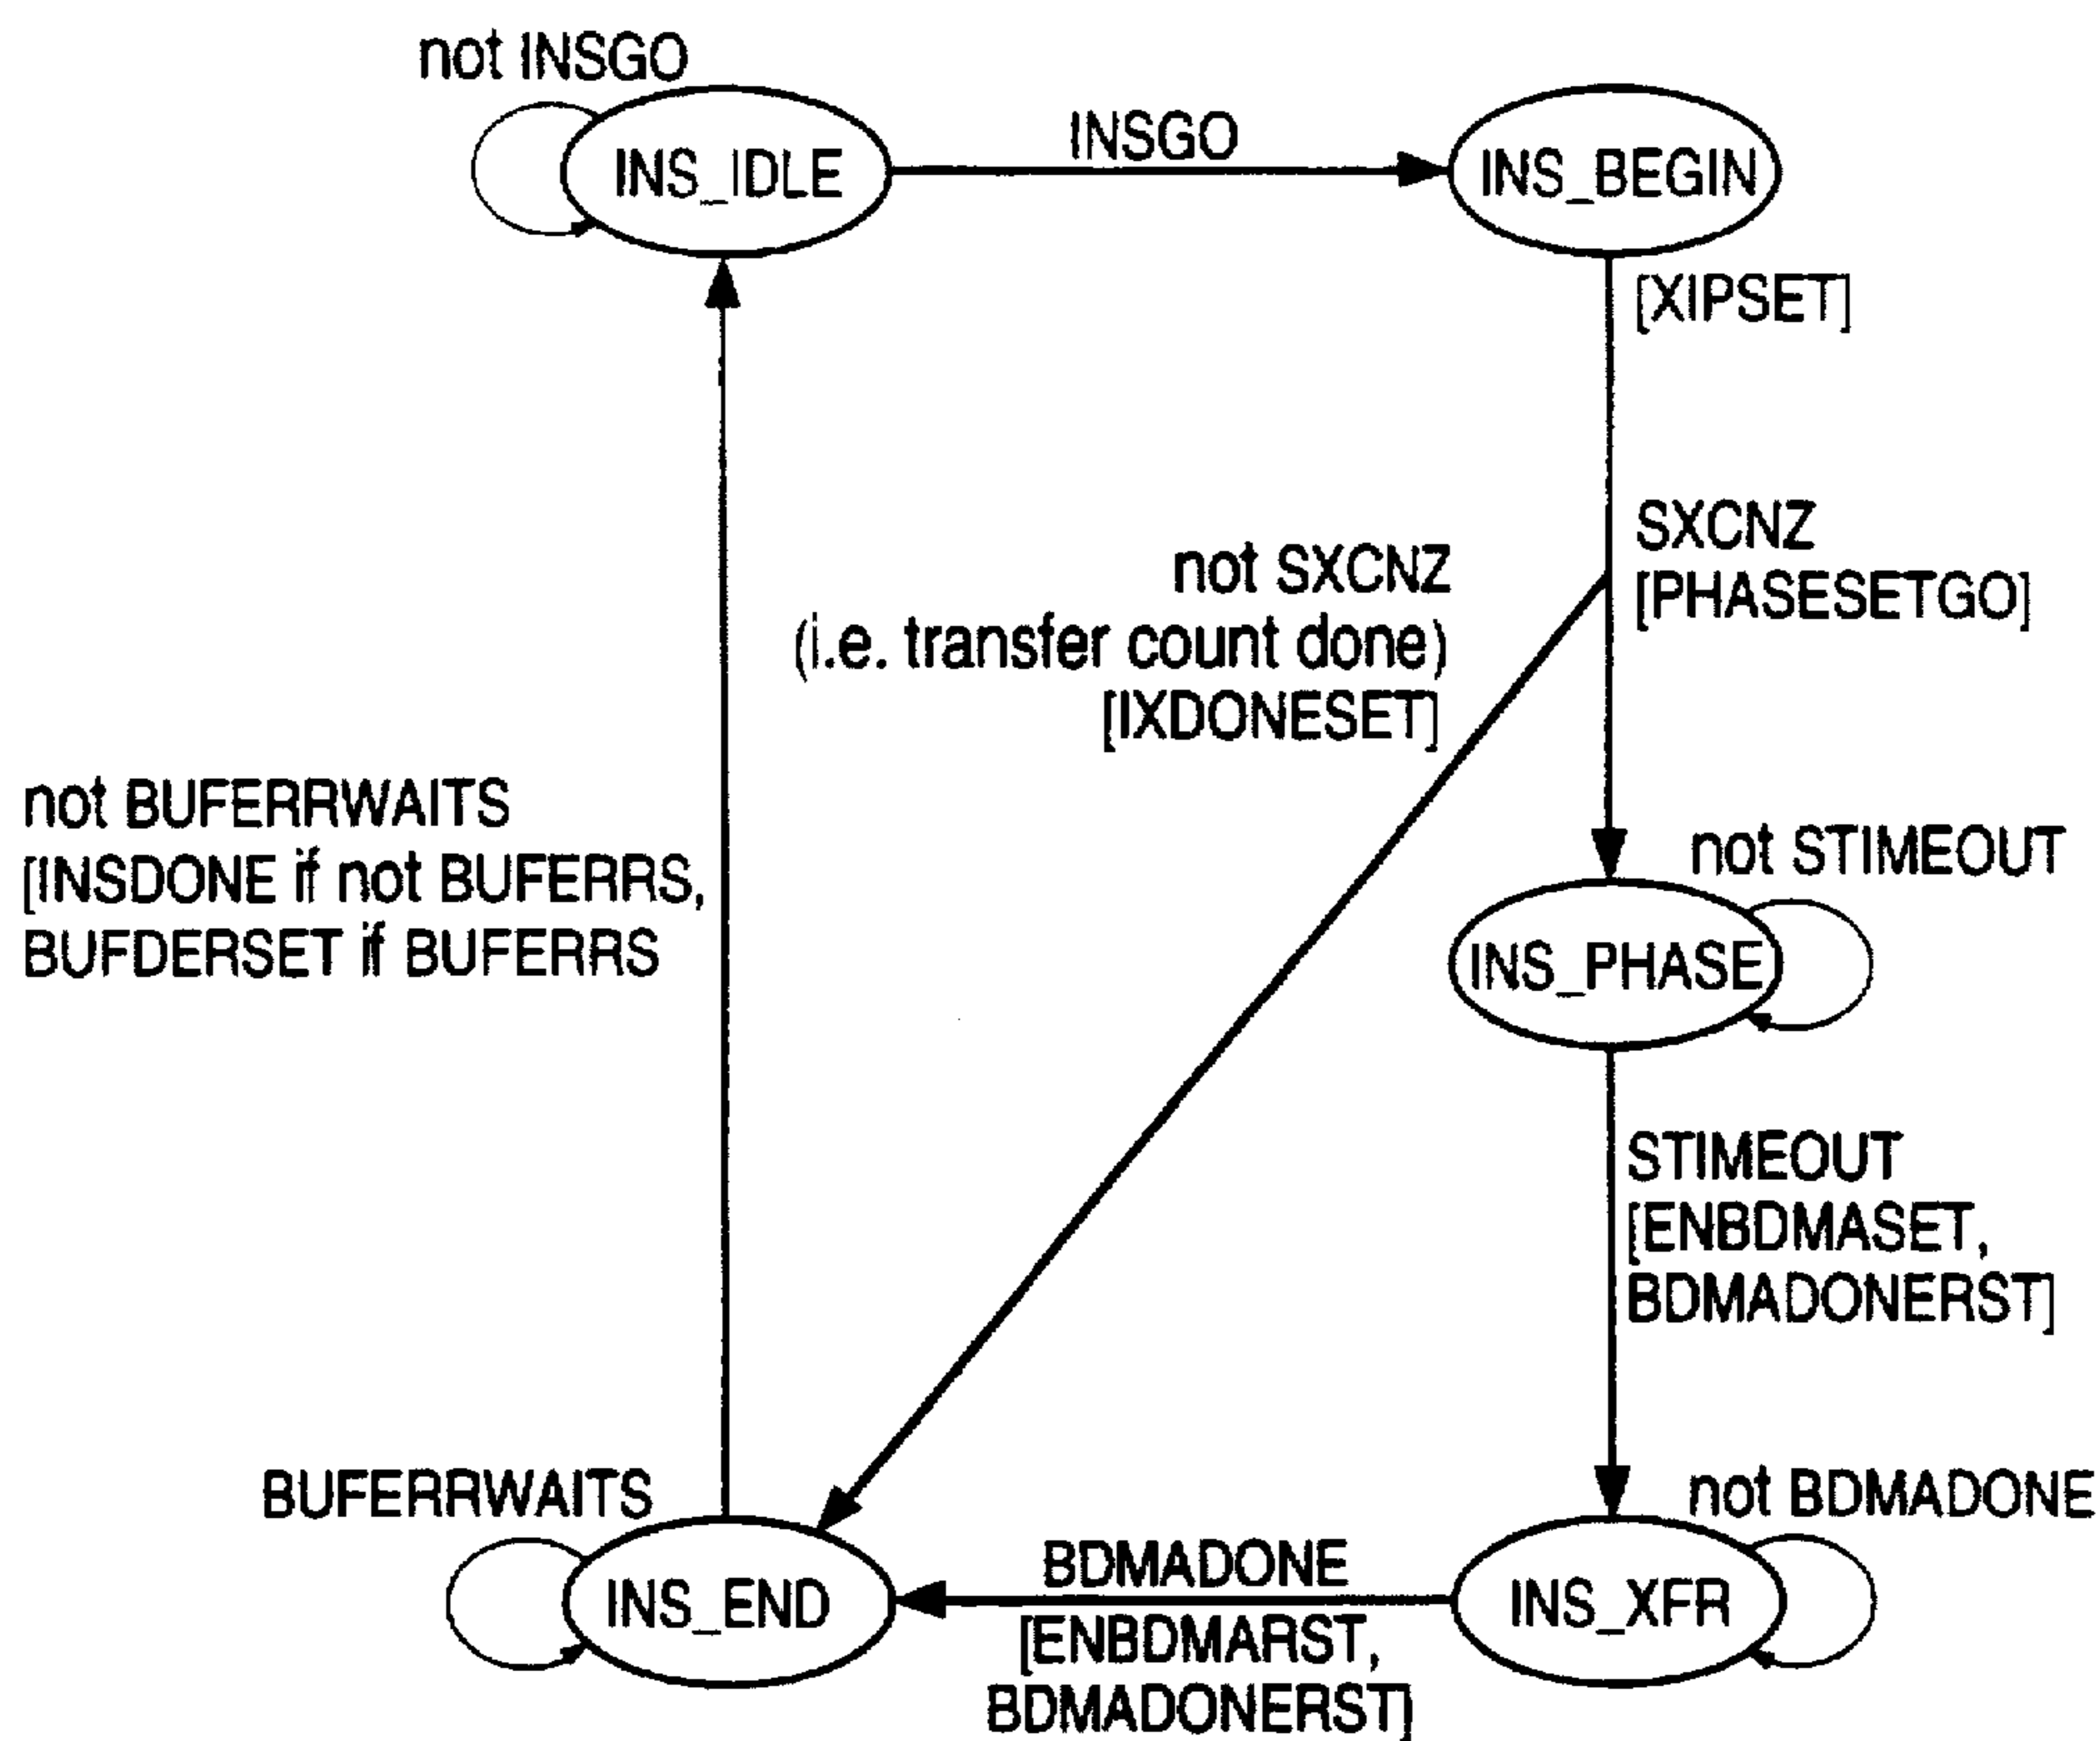 not INSGO
INS_IDLE
INSGO
INS_BEGIN
[XIPSET]
SXCNZ
[PHASESETGO]
not SXCNZ
(i.e. transfer count done)
[IXDONESET]
not BUFERRWAITS
[INSDONE if not BUFERRS,
BUFDERSET if BUFERRS
not STIMEOUT
INS_PHASE
STIMEOUT
[ENBDMASET,
BDMADONERST]
BUFERRWAITS
INS_END
BDMADONE
[ENBDMARST,
BDMADONERST]
not BDMADONE
INS_XFR